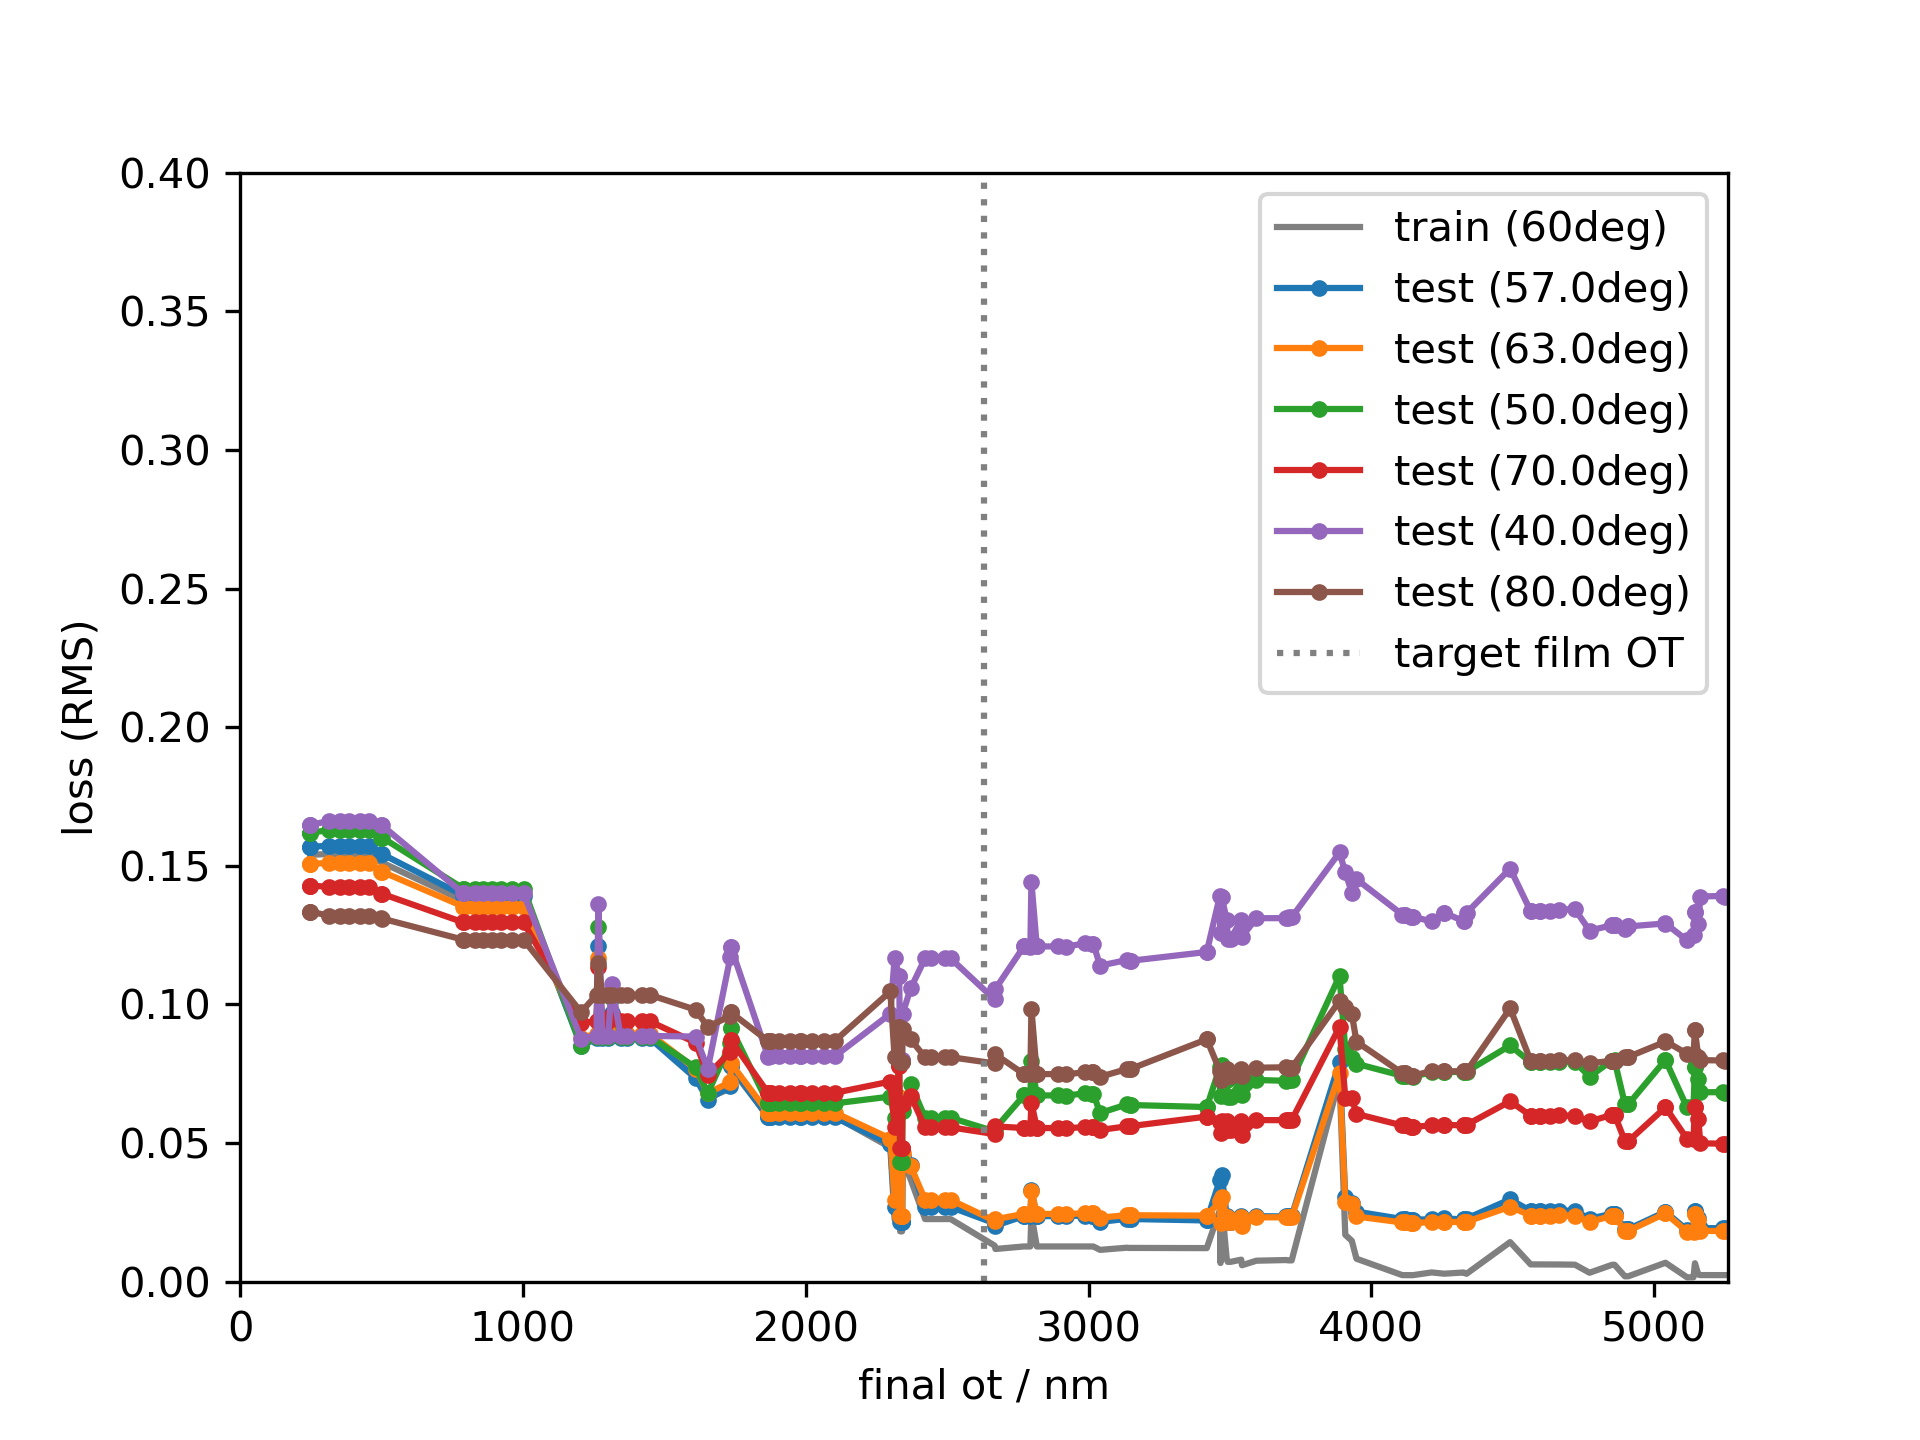 0.40
0.35
0.30
0.25
0.20
0.15
0.10
0.05
0.00
loss (RMS)
train (60deg)
test (57.0deg)
test (63.0deg)
test (50.0deg)
test (70.0deg)
test (40.0deg)
test (80.0deg)
target film OT
0 1000 2000 3000 4000 5000
final ot / nm